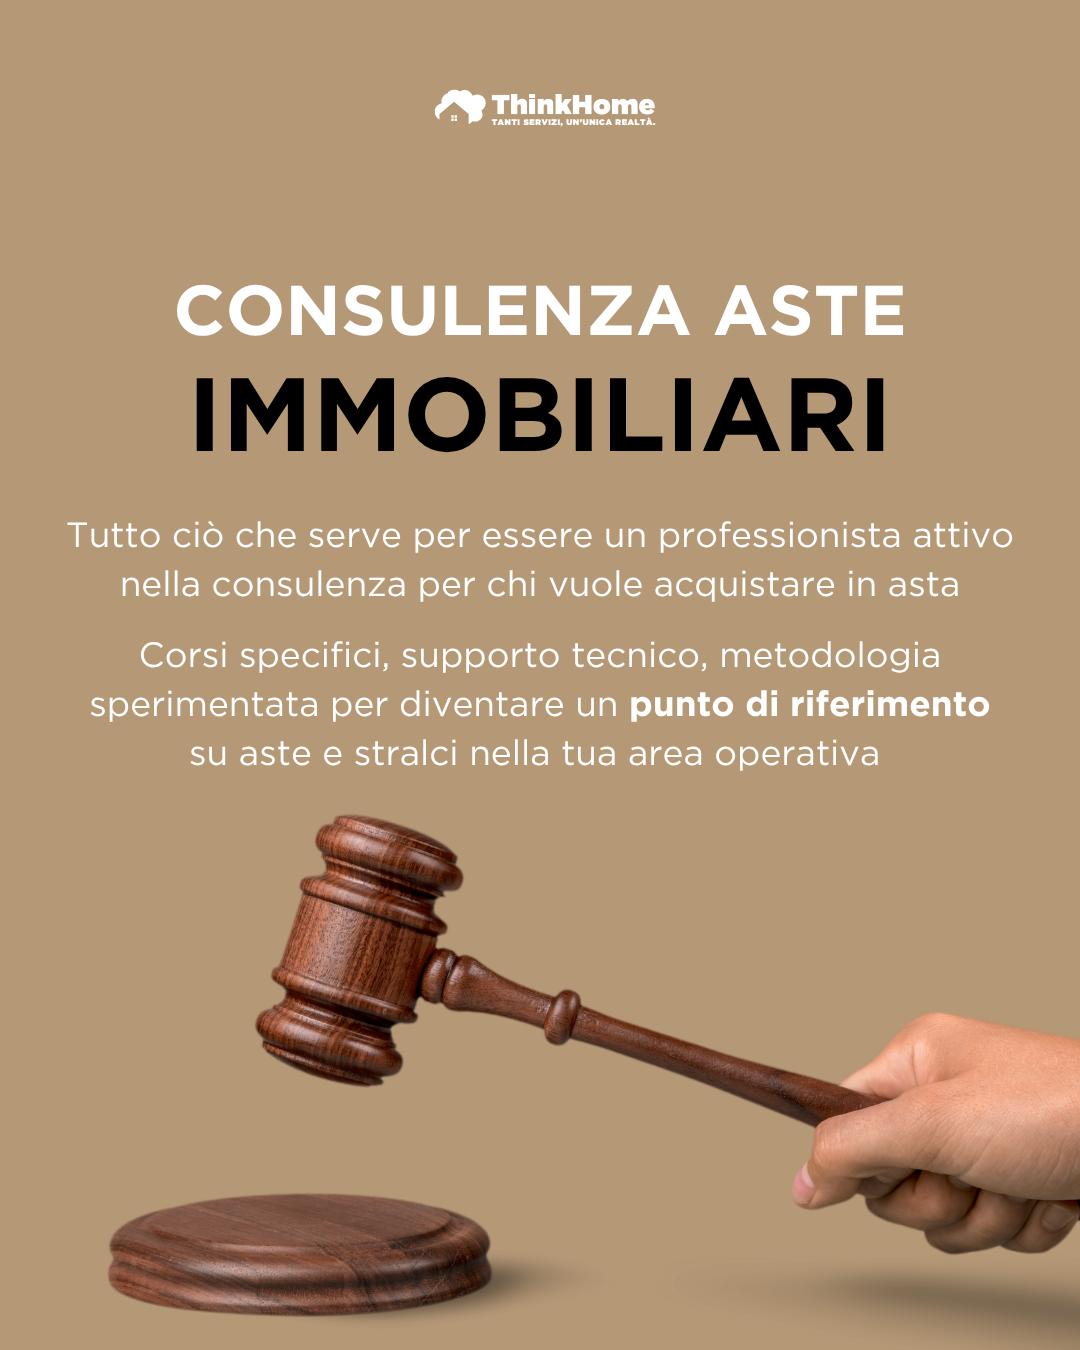 ThinkHome
TANTI SERVIZI, UN'UNICA REALTÀ.
CONSULENZA ASTE
IMMOBILIARI
Tutto ciò che serve per essere un professionista attivo
nella consulenza per chi vuole acquistare in asta
Corsi specifici, supporto tecnico, metodologia
sperimentata per diventare un punto di riferimento
su aste e stralci nella tua area operativa